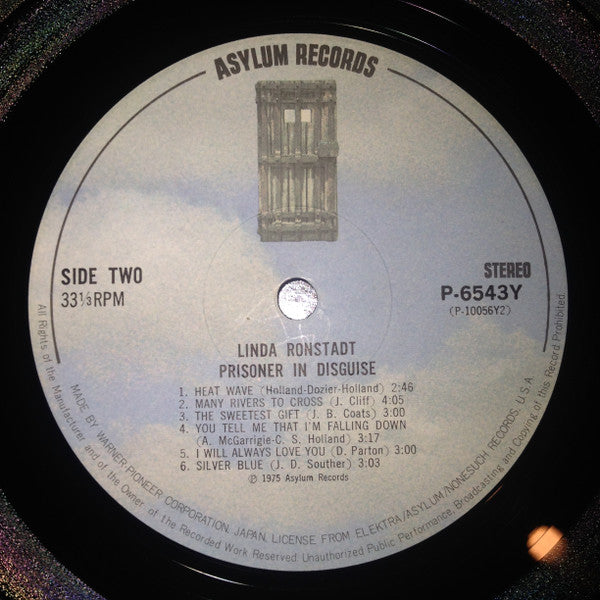 ASYLUM RECORDS
SIDE TWO
33⅓RPM
STEREO
P-6543Y
(P-10056Y2)
LINDA RONSTADT
PRISONER IN DISGUISE
1. HEAT WAVE (Holland-Dozier-Holland) 2:46
2. MANY RIVERS TO CROSS (J. Cliff) 4:05
3. THE SWEETEST GIFT (J. B. Coats) 3:00
4. YOU TELL ME THAT I'M FALLING DOWN
(A. McGarrigie-C. S. Holland) 3:17
5. I WILL ALWAYS LOVE YOU (D. Parton) 3:00
6. SILVER BLUE (J. D. Souther) 3:03
℗ 1975 Asylum Records
MADE BY WARNER-PIONEER CORPORATION, JAPAN, LICENSE FROM ELEKTRA/ASYLUM/NONESUCH RECORDS, U.S.A
All Rights of the Manufacturer and of the Owner of the Recorded Work Reserved. Unauthorized Public Performance, Broadcasting and Copying of this Record Prohibited.